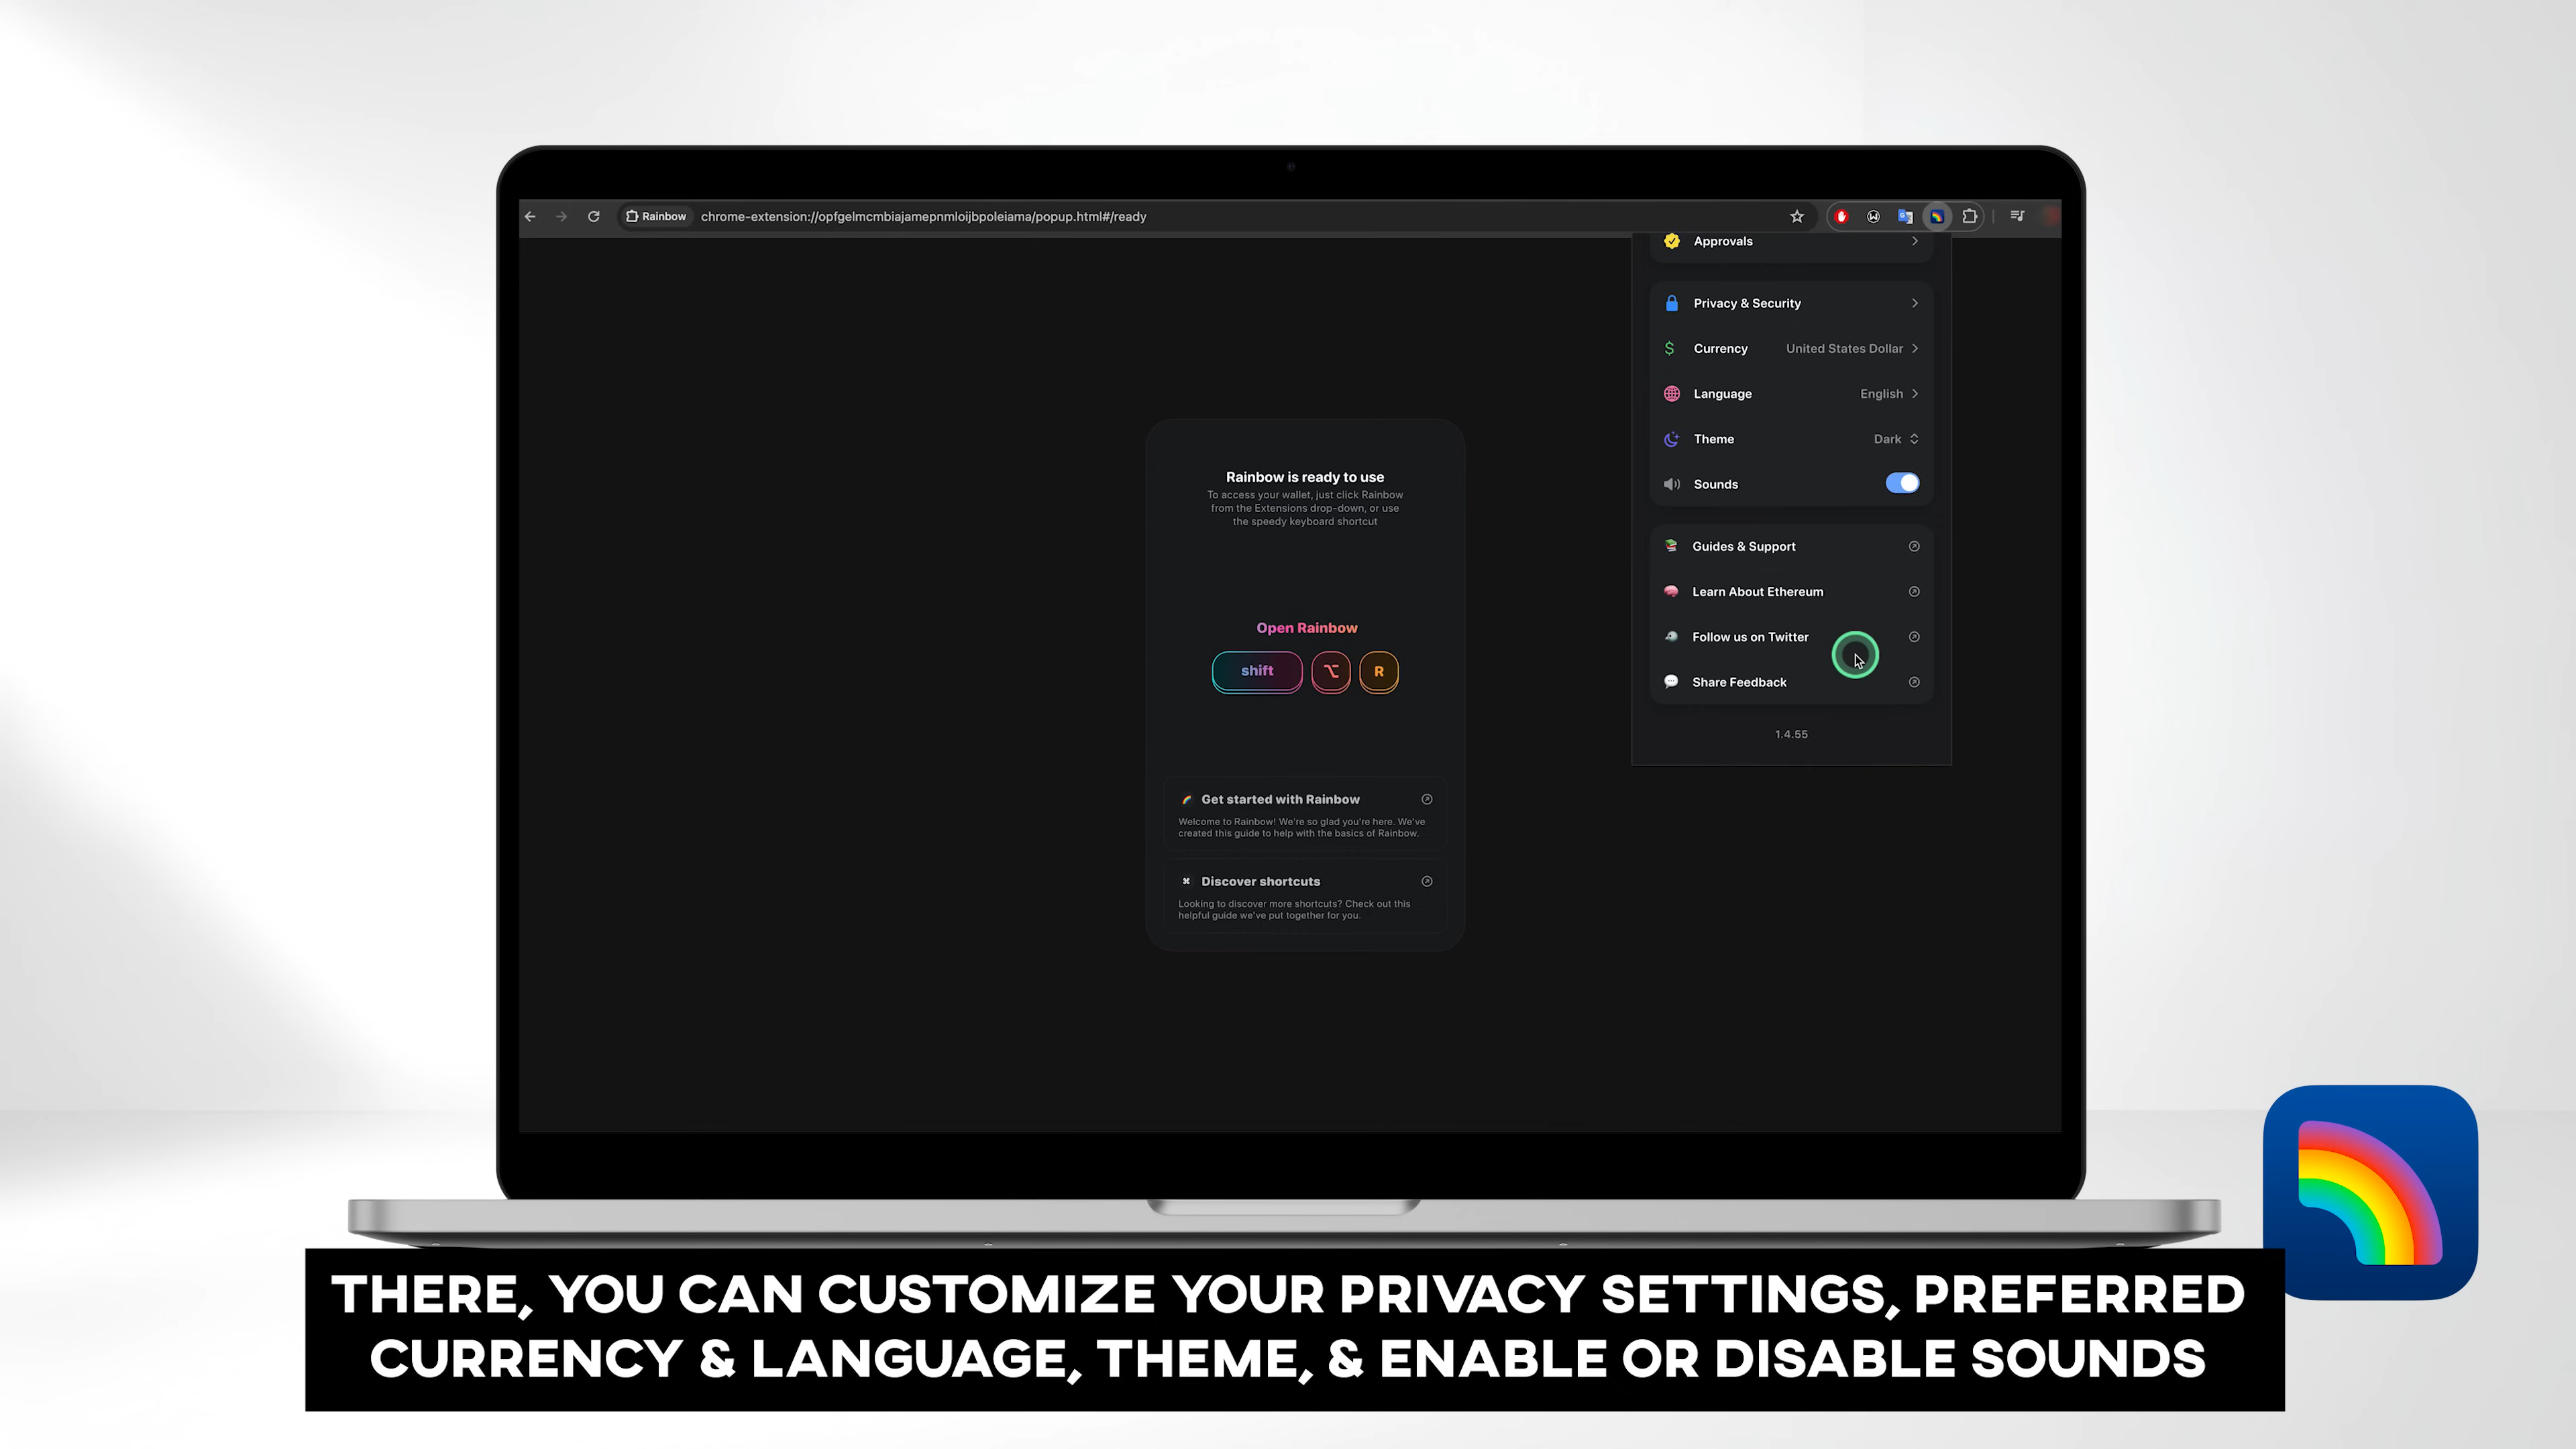 Rainbow
chrome-extension://opfgelmcmbiajamepnmloijbpoleiama/popup.html#/ready
Approvals
Privacy & Security
Currency United States Dollar
Language English
Theme Dark
Sounds
Guides & Support
Learn About Ethereum
Follow us on Twitter
Share Feedback
1.4.55
Rainbow is ready to use
To access your wallet, just click Rainbow
from the Extensions drop-down, or use
the speedy keyboard shortcut
Open Rainbow
shift ⌥ R
Get started with Rainbow
Welcome to Rainbow! We're so glad you're here. We've
created this guide to help with the basics of Rainbow.
Discover shortcuts
Looking to discover more shortcuts? Check out this
helpful guide we've put together for you.
THERE, YOU CAN CUSTOMIZE YOUR PRIVACY SETTINGS, PREFERRED
CURRENCY & LANGUAGE, THEME, & ENABLE OR DISABLE SOUNDS